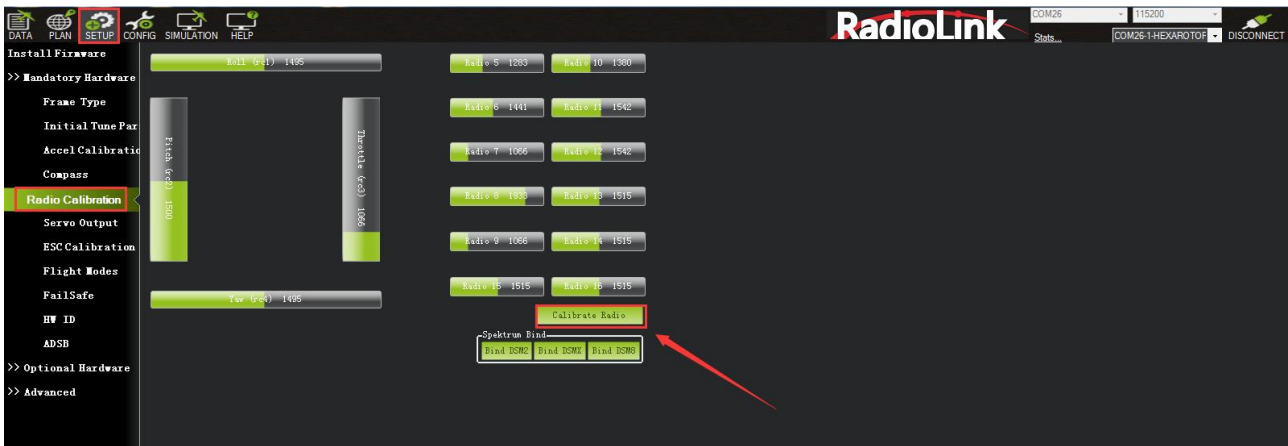 DATA PLAN SETUP CONFIG SIMULATION HELP
RadioLink
COM26 115200
Stats... COM26-1-HEXAROTOF DISCONNECT
Install Firmware
>> Mandatory Hardware
Frame Type
Initial Tune Par
Accel Calibratio
Compass
Radio Calibration
Servo Output
ESC Calibration
Flight Modes
FailSafe
HW ID
ADSB
>> Optional Hardware
>> Advanced
Roll (rc1) 1495
Pitch (rc2) 1500
Throttle (rc3) 1066
Yaw (rc4) 1495
Radio 5 1283 Radio 10 1380
Radio 6 1441 Radio 11 1542
Radio 7 1066 Radio 12 1542
Radio 8 1933 Radio 13 1515
Radio 9 1066 Radio 14 1515
Radio 15 1515 Radio 16 1515
Calibrate Radio
Spektrum Bind
Bind DSM2 Bind DSMX Bind DSM8